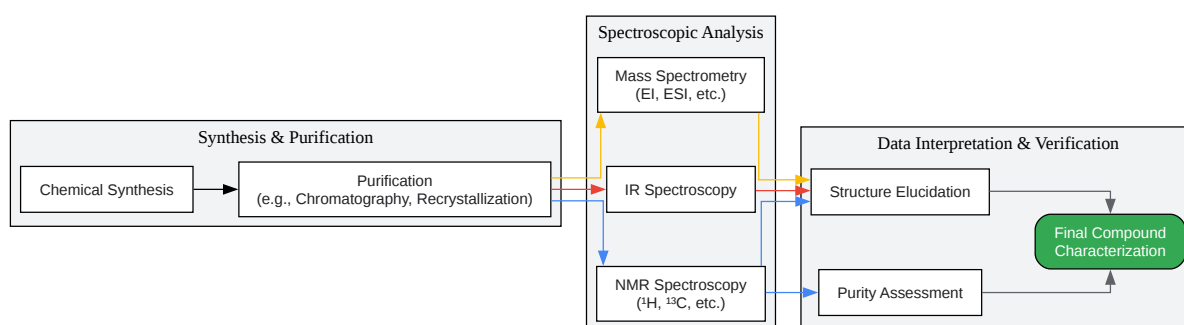 Synthesis & Purification
Chemical Synthesis
Purification
(e.g., Chromatography, Recrystallization)
Spectroscopic Analysis
Mass Spectrometry
(EI, ESI, etc.)
IR Spectroscopy
NMR Spectroscopy
(¹H, ¹³C, etc.)
Data Interpretation & Verification
Structure Elucidation
Purity Assessment
Final Compound
Characterization